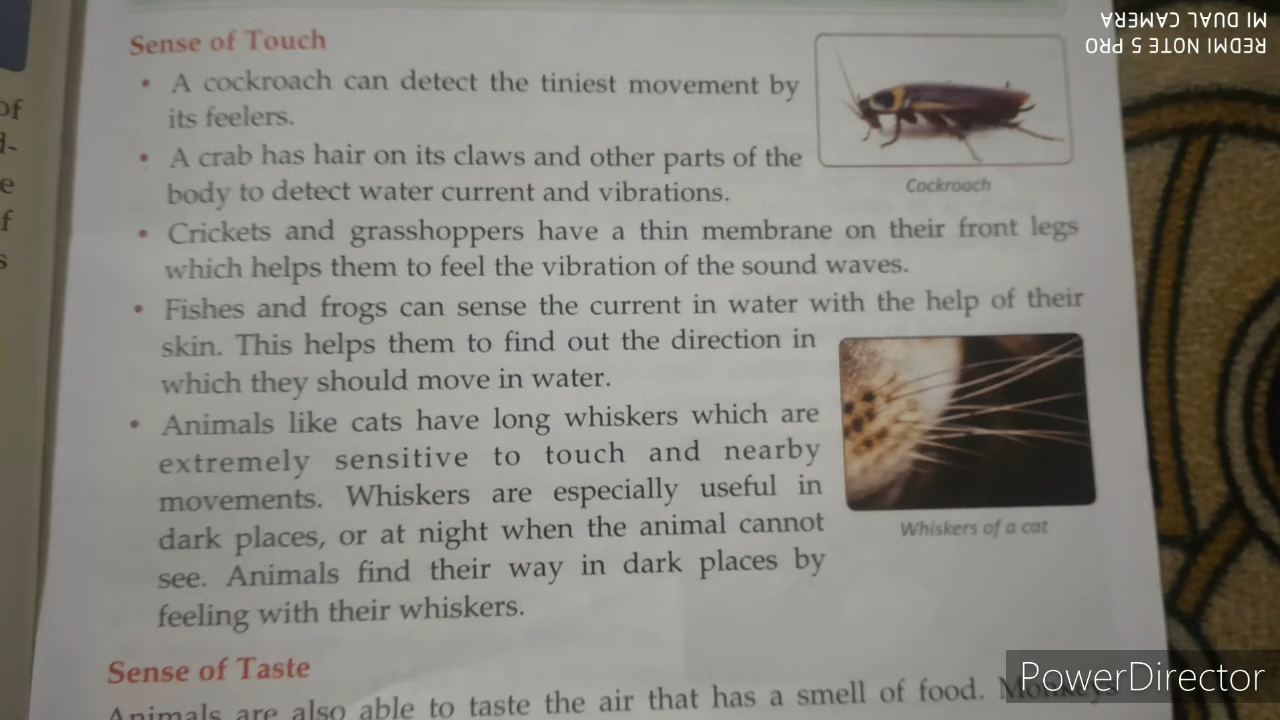 REDMI NOTE 5 PRO
MI DUAL CAMERA
of
d-
e
f
s
Sense of Touch
• A cockroach can detect the tiniest movement by
its feelers.
• A crab has hair on its claws and other parts of the
body to detect water current and vibrations.
Cockroach
• Crickets and grasshoppers have a thin membrane on their front legs
which helps them to feel the vibration of the sound waves.
• Fishes and frogs can sense the current in water with the help of their
skin. This helps them to find out the direction in
which they should move in water.
• Animals like cats have long whiskers which are
extremely sensitive to touch and nearby
movements. Whiskers are especially useful in
dark places, or at night when the animal cannot
see. Animals find their way in dark places by
feeling with their whiskers.
Whiskers of a cat
Sense of Taste
Animals are also able to taste the air that has a smell of food. Monkeys
PowerDirector